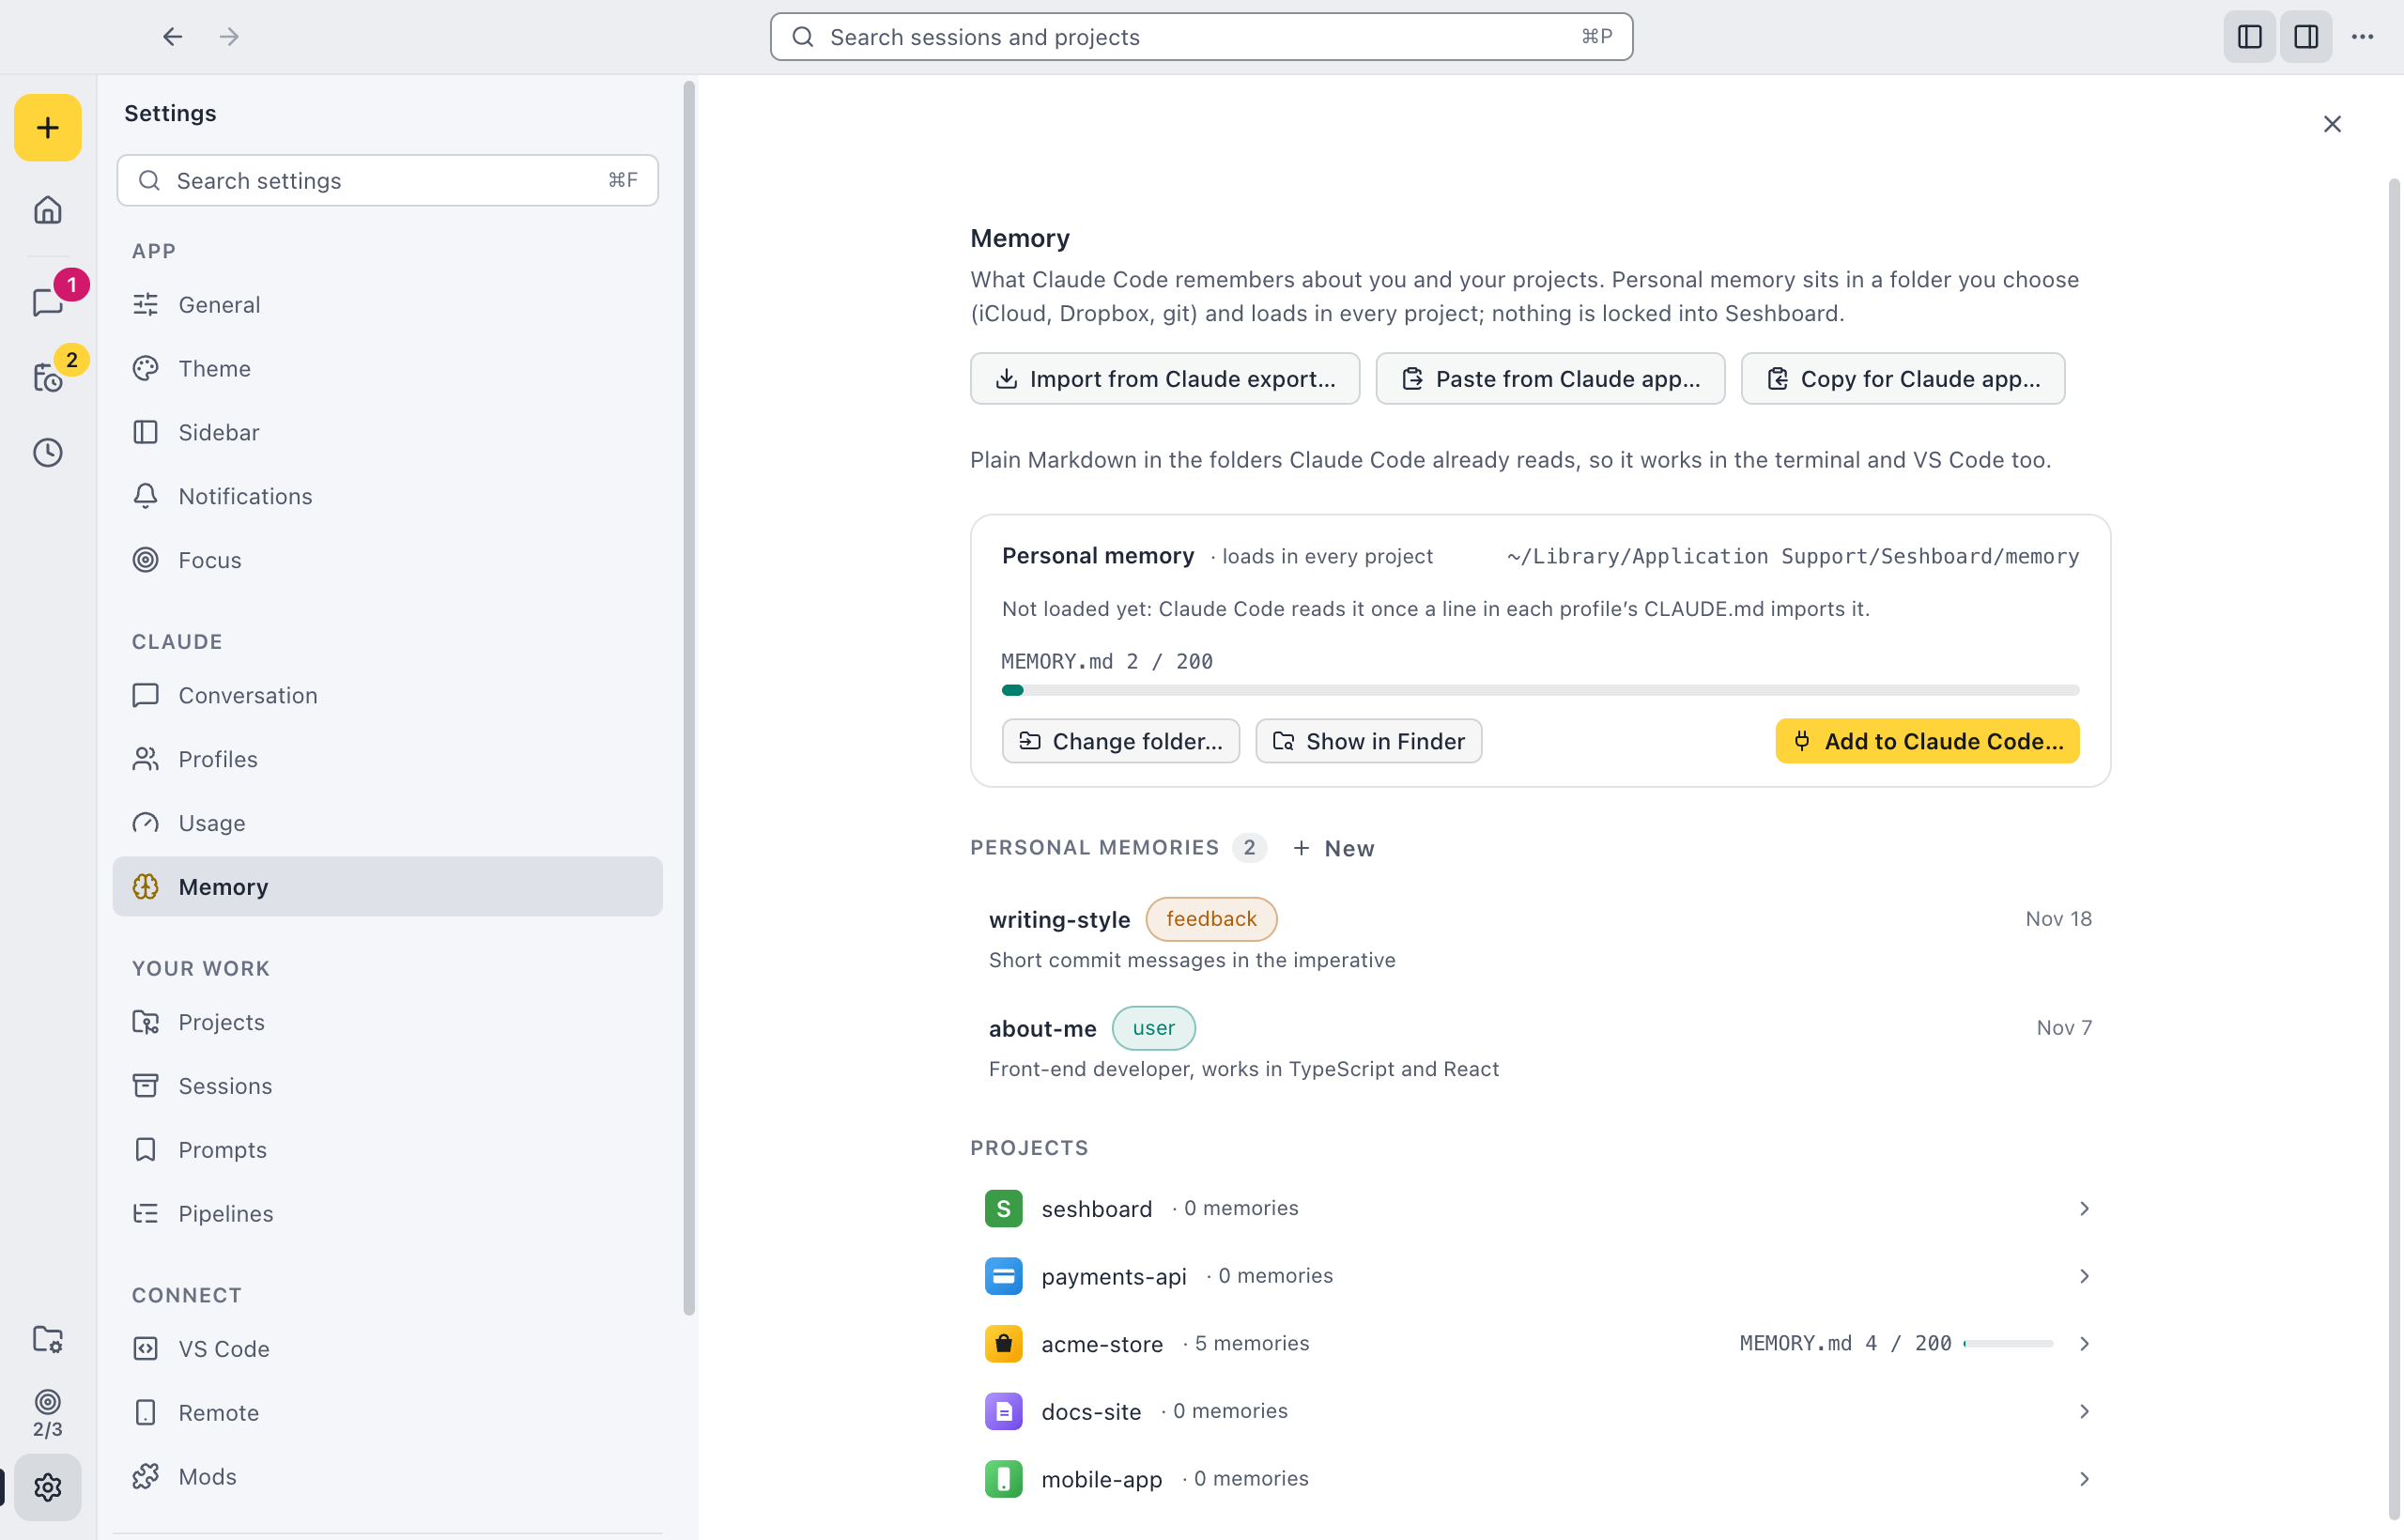 Search sessions and projects ⌘P
Settings
Search settings ⌘F
APP
General
Theme
Sidebar
Notifications
Focus
CLAUDE
Conversation
Profiles
Usage
Memory
YOUR WORK
Projects
Sessions
Prompts
Pipelines
CONNECT
VS Code
Remote
Mods
1
2
2/3
Memory
What Claude Code remembers about you and your projects. Personal memory sits in a folder you choose
(iCloud, Dropbox, git) and loads in every project; nothing is locked into Seshboard.
Import from Claude export...
Paste from Claude app...
Copy for Claude app...
Plain Markdown in the folders Claude Code already reads, so it works in the terminal and VS Code too.
Personal memory · loads in every project ~/Library/Application Support/Seshboard/memory
Not loaded yet: Claude Code reads it once a line in each profile’s CLAUDE.md imports it.
MEMORY.md 2 / 200
Change folder...
Show in Finder
Add to Claude Code...
PERSONAL MEMORIES 2 + New
writing-style feedback Nov 18
Short commit messages in the imperative
about-me user Nov 7
Front-end developer, works in TypeScript and React
PROJECTS
S seshboard · 0 memories
payments-api · 0 memories
acme-store · 5 memories MEMORY.md 4 / 200
docs-site · 0 memories
mobile-app · 0 memories